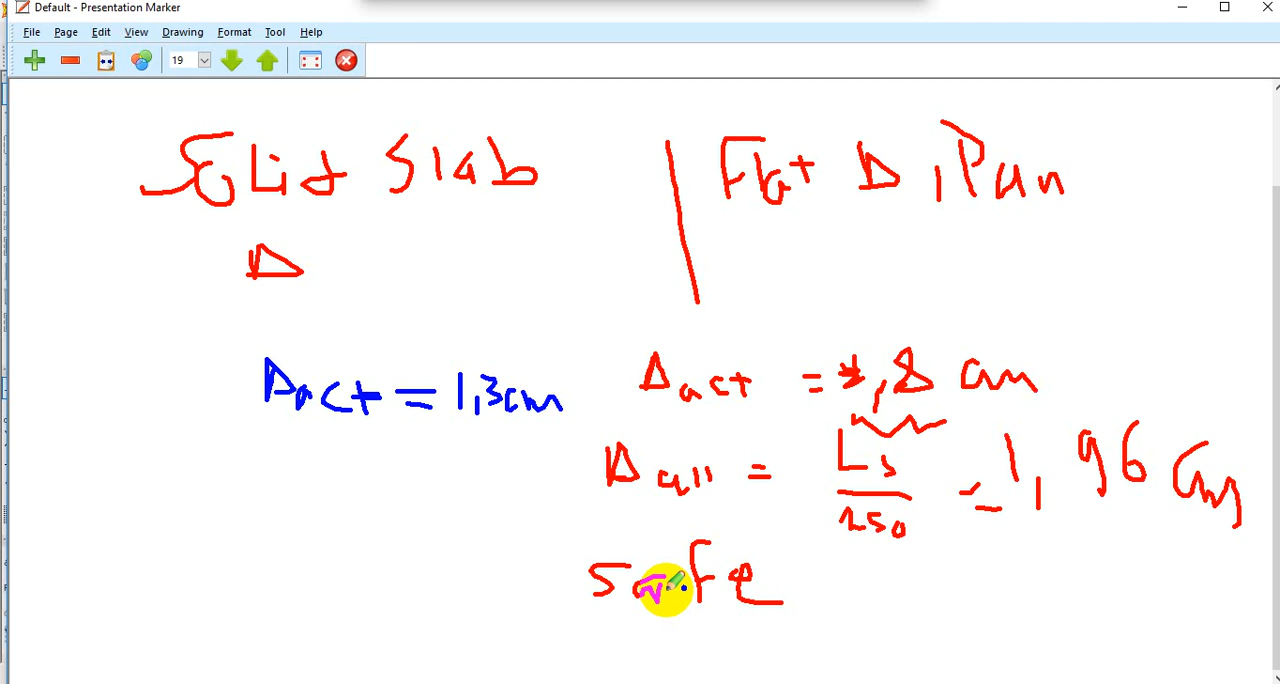 Default - Presentation Marker
File Page Edit View Drawing Format Tool Help
19
Solid Slab | Flat D, Pan
Δ
Δact = 1,3cm
Δact = 1,8 cm
Δall = Ls/250 = 1,96 cm
Safe